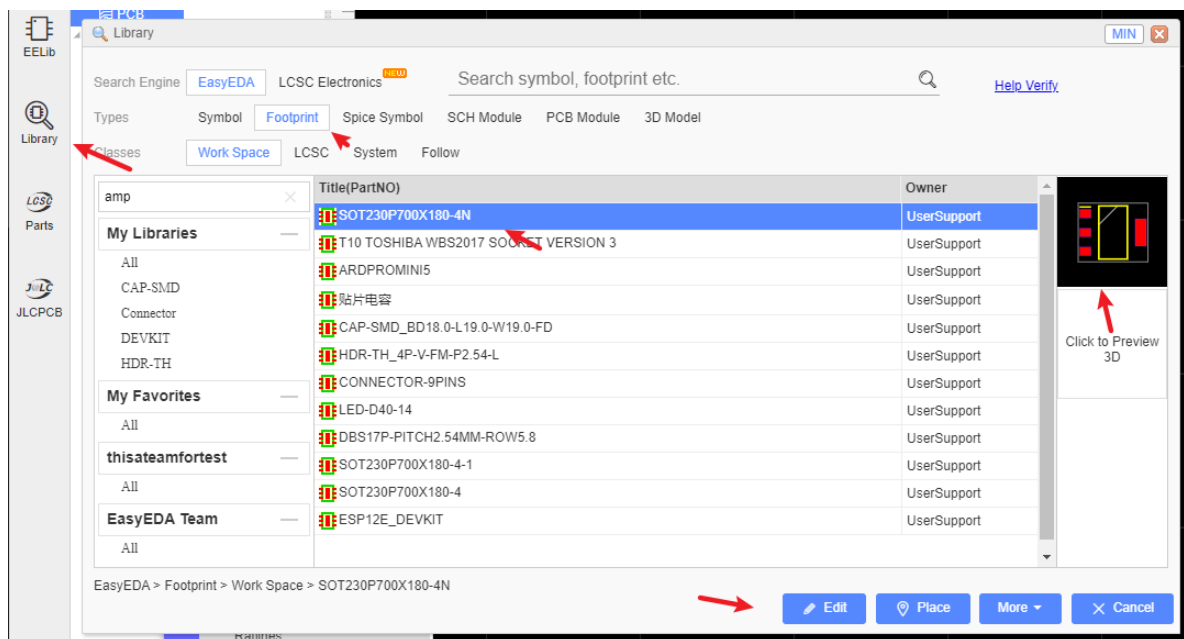 PCB
EELib
Library
MIN
Search Engine EasyEDA LCSC Electronics NEW Search symbol, footprint etc. Help Verify
Types Symbol Footprint Spice Symbol SCH Module PCB Module 3D Model
Library
Classes Work Space LCSC System Follow
LCSC
Parts
JLC
JLCPCB
amp
My Libraries
All
CAP-SMD
Connector
DEVKIT
HDR-TH
My Favorites
All
thisateamfortest
All
EasyEDA Team
All
Title(PartNO) Owner
SOT230P700X180-4N UserSupport
T10 TOSHIBA WBS2017 SOCKET VERSION 3 UserSupport
ARDPROMINI5 UserSupport
贴片电容 UserSupport
CAP-SMD_BD18.0-L19.0-W19.0-FD UserSupport
HDR-TH_4P-V-FM-P2.54-L UserSupport
CONNECTOR-9PINS UserSupport
LED-D40-14 UserSupport
DBS17P-PITCH2.54MM-ROW5.8 UserSupport
SOT230P700X180-4-1 UserSupport
SOT230P700X180-4 UserSupport
ESP12E_DEVKIT UserSupport
Click to Preview
3D
EasyEDA > Footprint > Work Space > SOT230P700X180-4N
Edit Place More Cancel